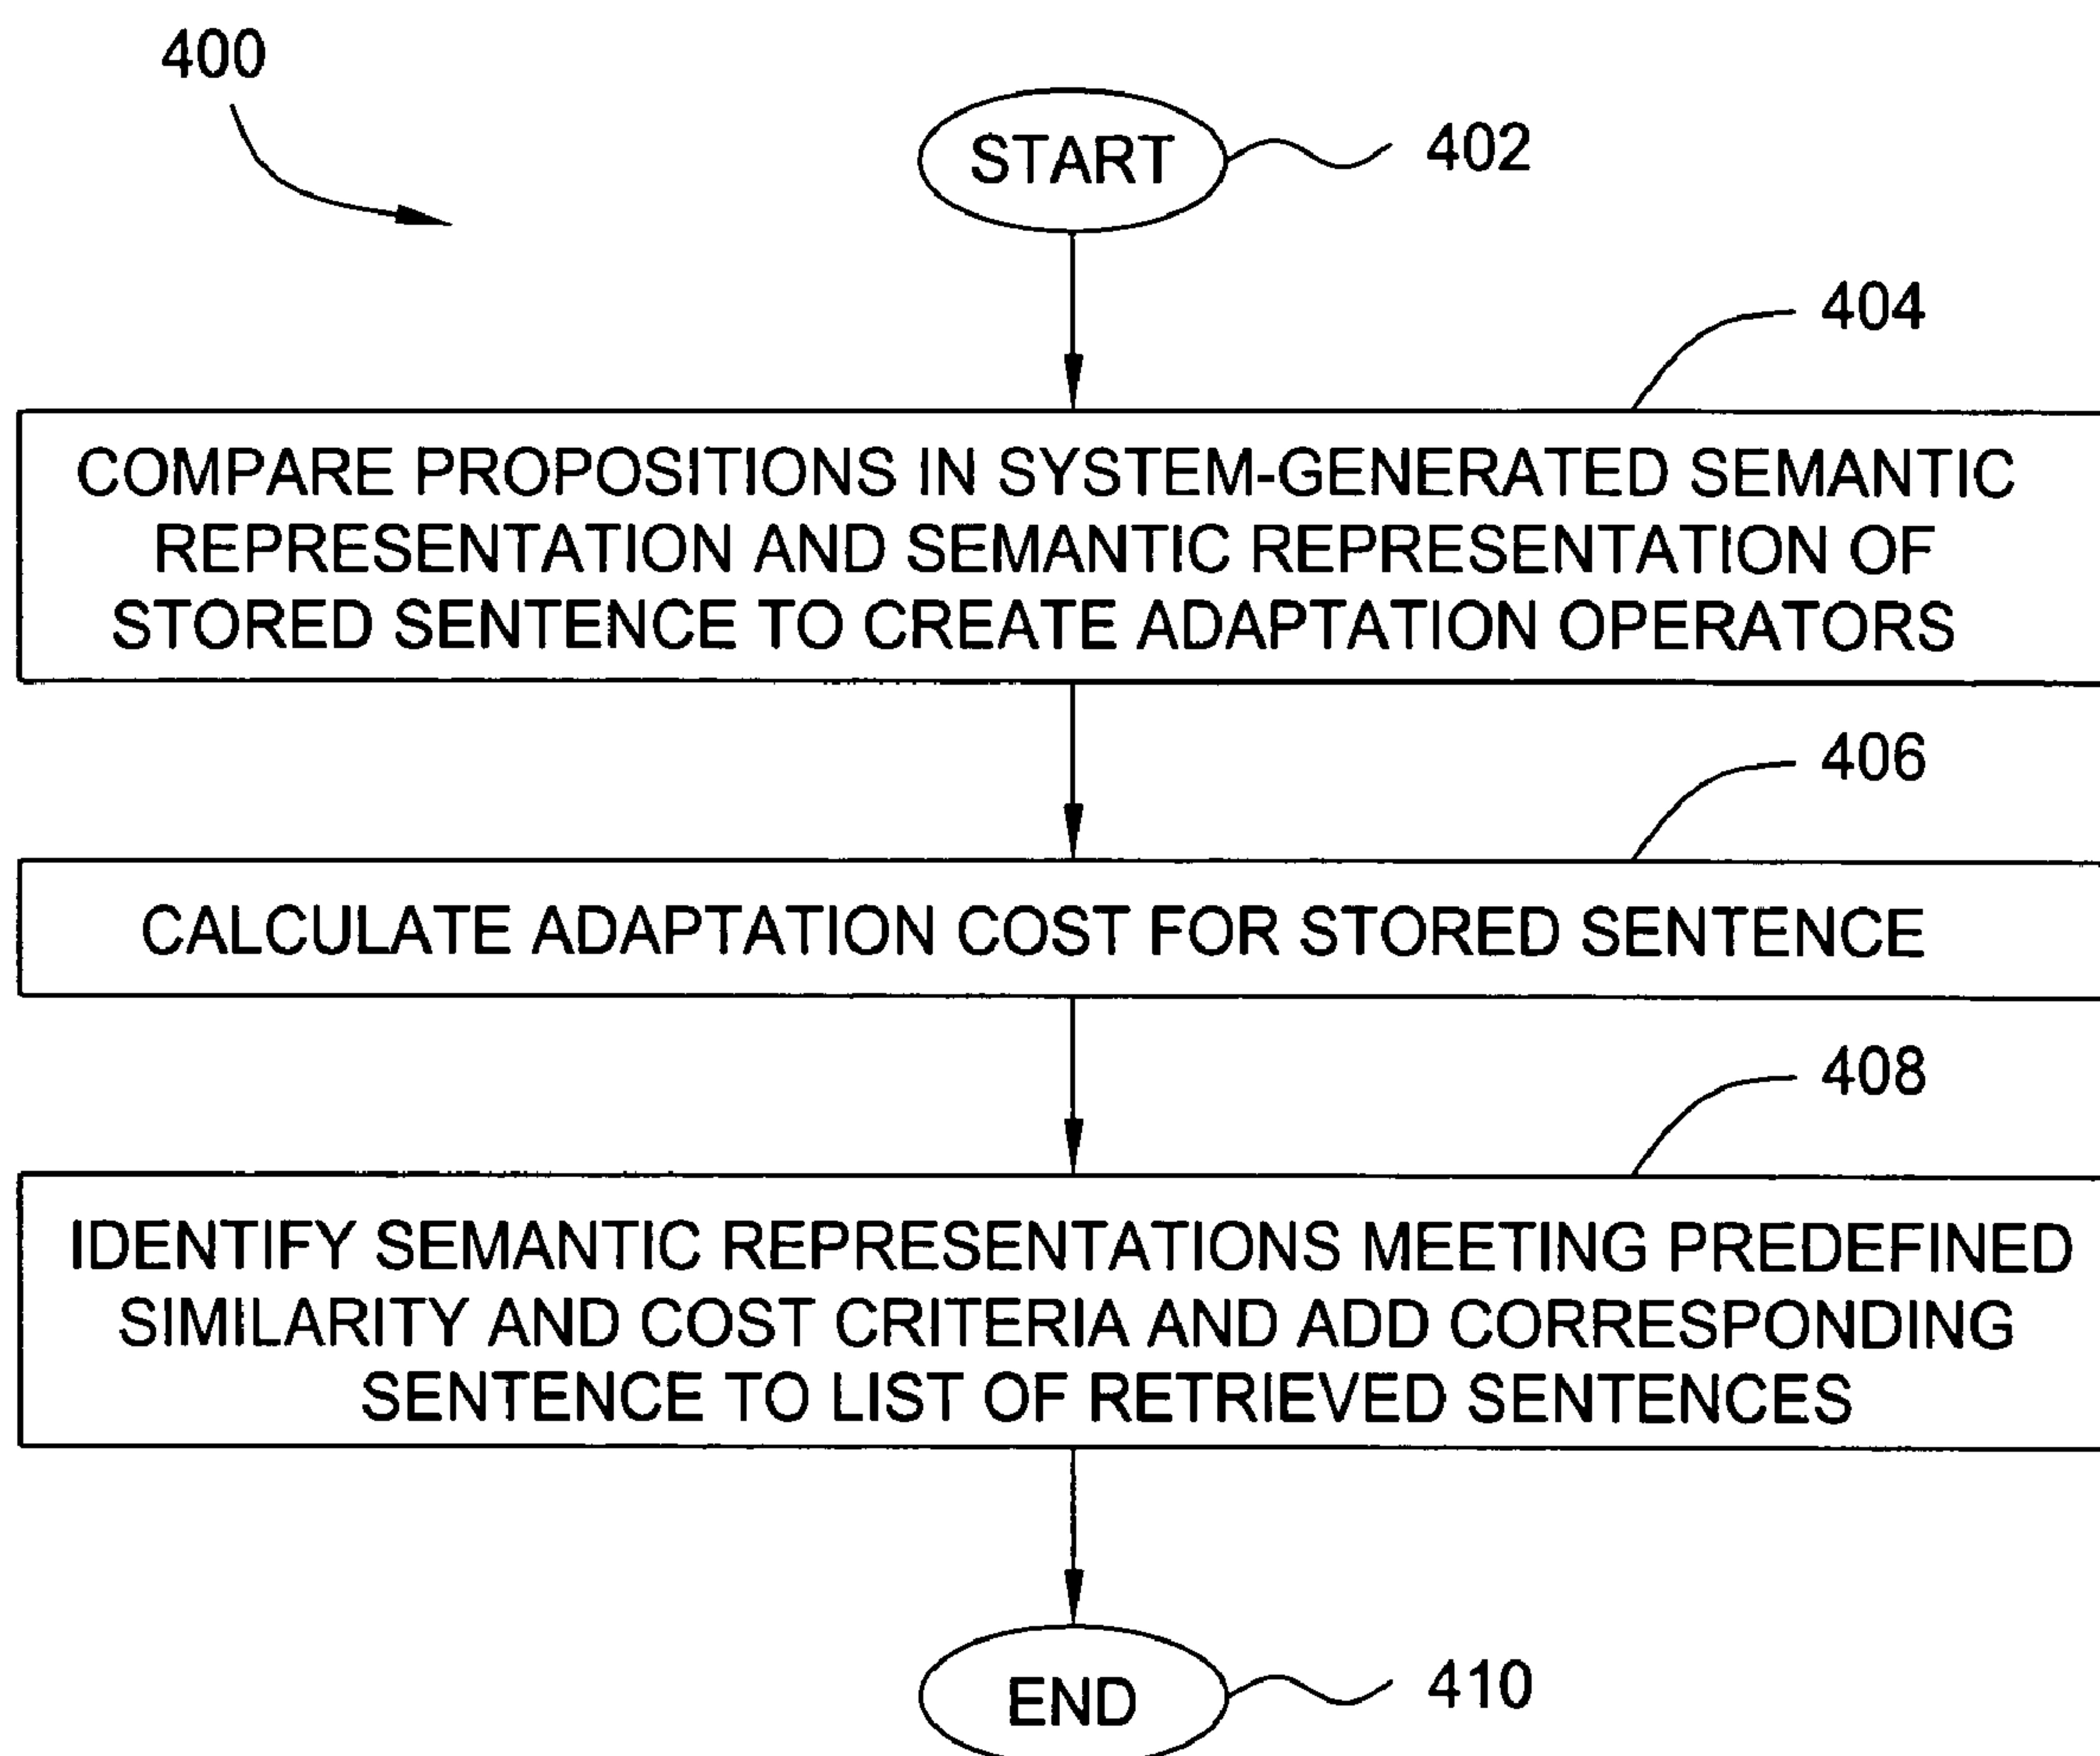 400
START
402
404
COMPARE PROPOSITIONS IN SYSTEM-GENERATED SEMANTIC
REPRESENTATION AND SEMANTIC REPRESENTATION OF
STORED SENTENCE TO CREATE ADAPTATION OPERATORS
406
CALCULATE ADAPTATION COST FOR STORED SENTENCE
408
IDENTIFY SEMANTIC REPRESENTATIONS MEETING PREDEFINED
SIMILARITY AND COST CRITERIA AND ADD CORRESPONDING
SENTENCE TO LIST OF RETRIEVED SENTENCES
END
410